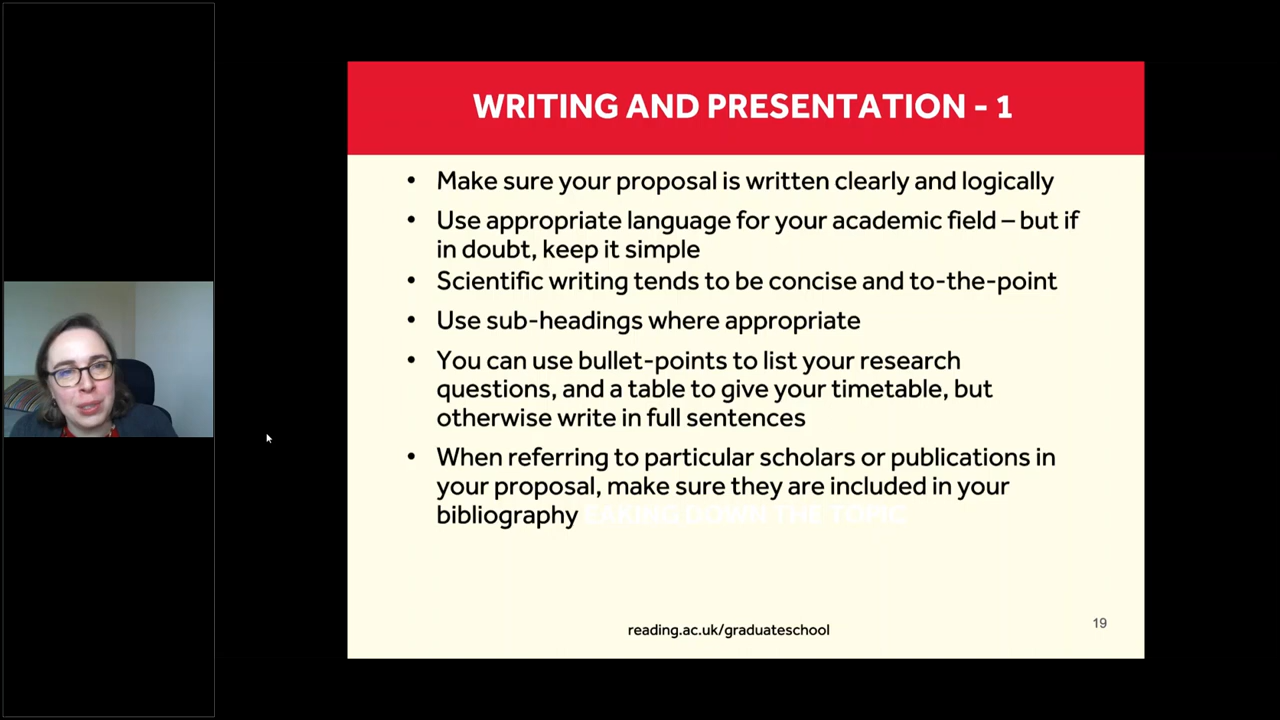 WRITING AND PRESENTATION - 1
• Make sure your proposal is written clearly and logically
• Use appropriate language for your academic field – but if
in doubt, keep it simple
• Scientific writing tends to be concise and to-the-point
• Use sub-headings where appropriate
• You can use bullet-points to list your research
questions, and a table to give your timetable, but
otherwise write in full sentences
• When referring to particular scholars or publications in
your proposal, make sure they are included in your
bibliography
DOWN THE TOPIC
reading.ac.uk/graduateschool
19